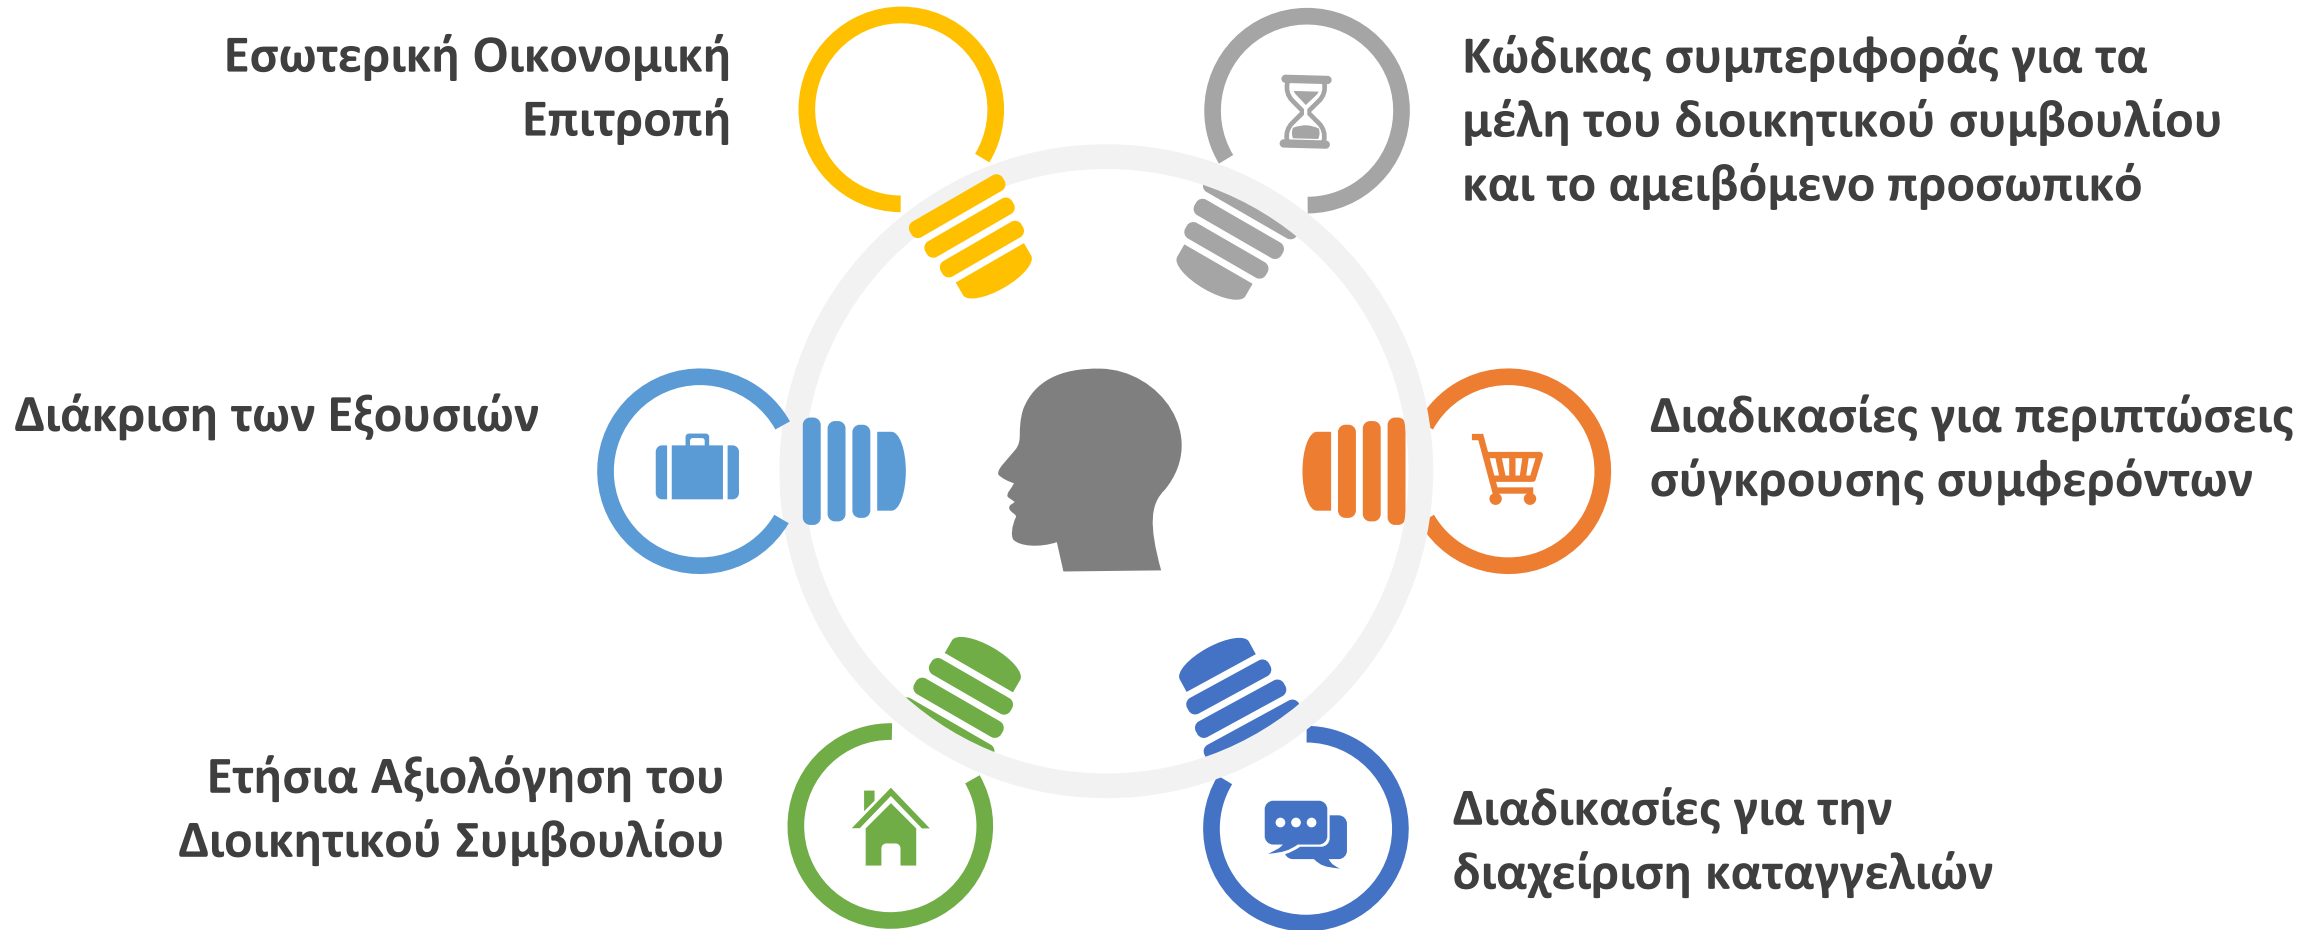 Εσωτερική Οικονομική
Επιτροπή
Κώδικας συμπεριφοράς για τα
μέλη του διοικητικού συμβουλίου
και το αμειβόμενο προσωπικό
Διάκριση των Εξουσιών
Διαδικασίες για περιπτώσεις
σύγκρουσης συμφερόντων
Ετήσια Αξιολόγηση του
Διοικητικού Συμβουλίου
Διαδικασίες για την
διαχείριση καταγγελιών